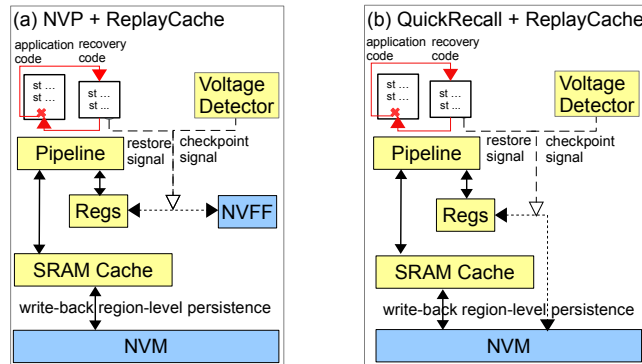 (a) NVP + ReplayCache
application code
recovery code
st ...
st ...
st ...
st ...
Voltage Detector
Pipeline
restore signal
checkpoint signal
Regs
NVFF
SRAM Cache
write-back region-level persistence
NVM
(b) QuickRecall + ReplayCache
application code
recovery code
st ...
st ...
st ...
st ...
Voltage Detector
Pipeline
restore signal
checkpoint signal
Regs
SRAM Cache
write-back region-level persistence
NVM